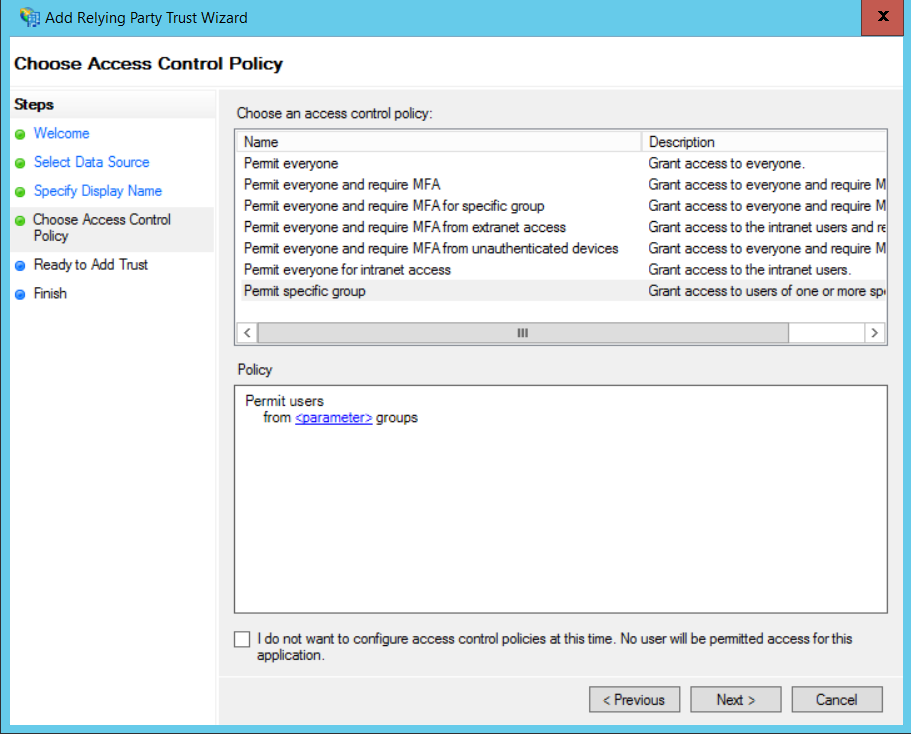 Add Relying Party Trust Wizard
Choose Access Control Policy
Steps
Welcome
Select Data Source
Specify Display Name
Choose Access Control
Policy
Ready to Add Trust
Finish
Choose an access control policy:
Name Description
Permit everyone Grant access to everyone.
Permit everyone and require MFA Grant access to everyone and require M
Permit everyone and require MFA for specific group Grant access to everyone and require M
Permit everyone and require MFA from extranet access Grant access to the intranet users and re
Permit everyone and require MFA from unauthenticated devices Grant access to everyone and require M
Permit everyone for intranet access Grant access to the intranet users.
Permit specific group Grant access to users of one or more spe
Policy
Permit users
from <parameter> groups
I do not want to configure access control policies at this time. No user will be permitted access for this
application.
< Previous Next > Cancel